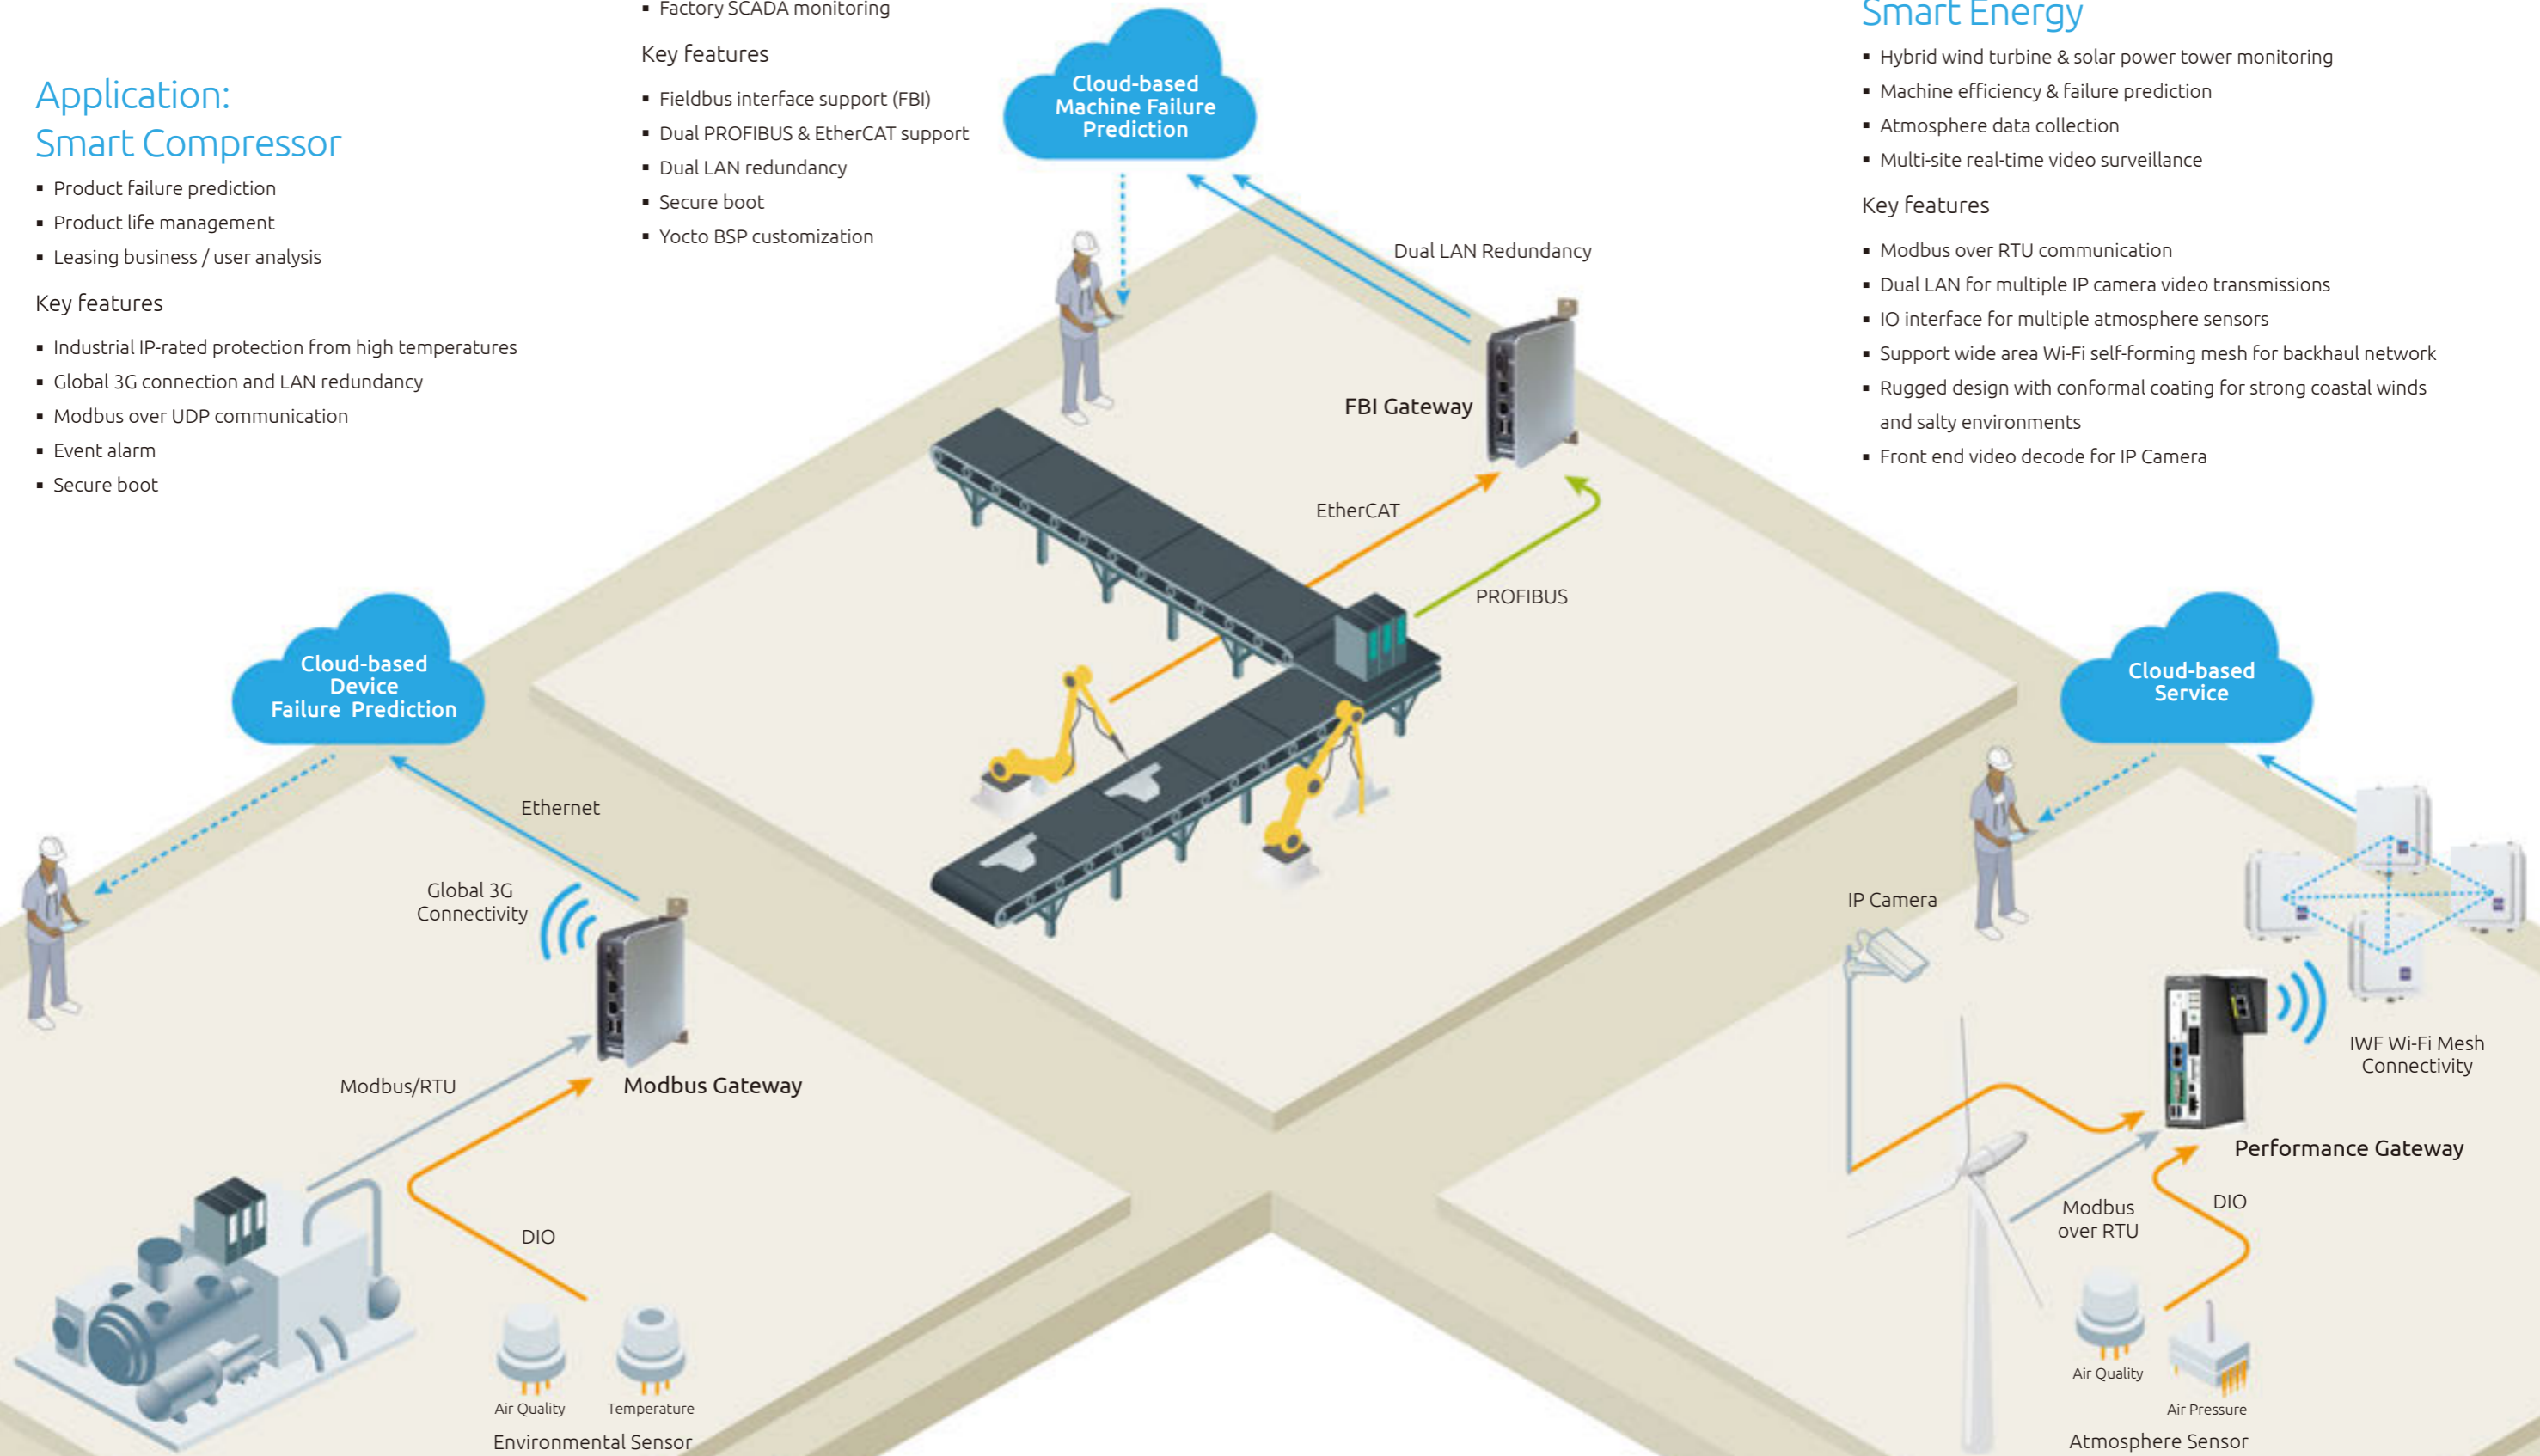 Application:
Smart Compressor
▪ Product failure prediction
▪ Product life management
▪ Leasing business / user analysis
Key features
▪ Industrial IP-rated protection from high temperatures
▪ Global 3G connection and LAN redundancy
▪ Modbus over UDP communication
▪ Event alarm
▪ Secure boot
▪ Factory SCADA monitoring
Key features
▪ Fieldbus interface support (FBI)
▪ Dual PROFIBUS & EtherCAT support
▪ Dual LAN redundancy
▪ Secure boot
▪ Yocto BSP customization
Smart Energy
▪ Hybrid wind turbine & solar power tower monitoring
▪ Machine efficiency & failure prediction
▪ Atmosphere data collection
▪ Multi-site real-time video surveillance
Key features
▪ Modbus over RTU communication
▪ Dual LAN for multiple IP camera video transmissions
▪ IO interface for multiple atmosphere sensors
▪ Support wide area Wi-Fi self-forming mesh for backhaul network
▪ Rugged design with conformal coating for strong coastal winds
and salty environments
▪ Front end video decode for IP Camera
Cloud-based
Machine Failure
Prediction
Dual LAN Redundancy
FBI Gateway
EtherCAT
PROFIBUS
Cloud-based
Device
Failure Prediction
Ethernet
Global 3G
Connectivity
Modbus/RTU
Modbus Gateway
DIO
Air Quality
Temperature
Environmental Sensor
Cloud-based
Service
IP Camera
IWF Wi-Fi Mesh
Connectivity
Performance Gateway
Modbus
over RTU
DIO
Air Quality
Air Pressure
Atmosphere Sensor